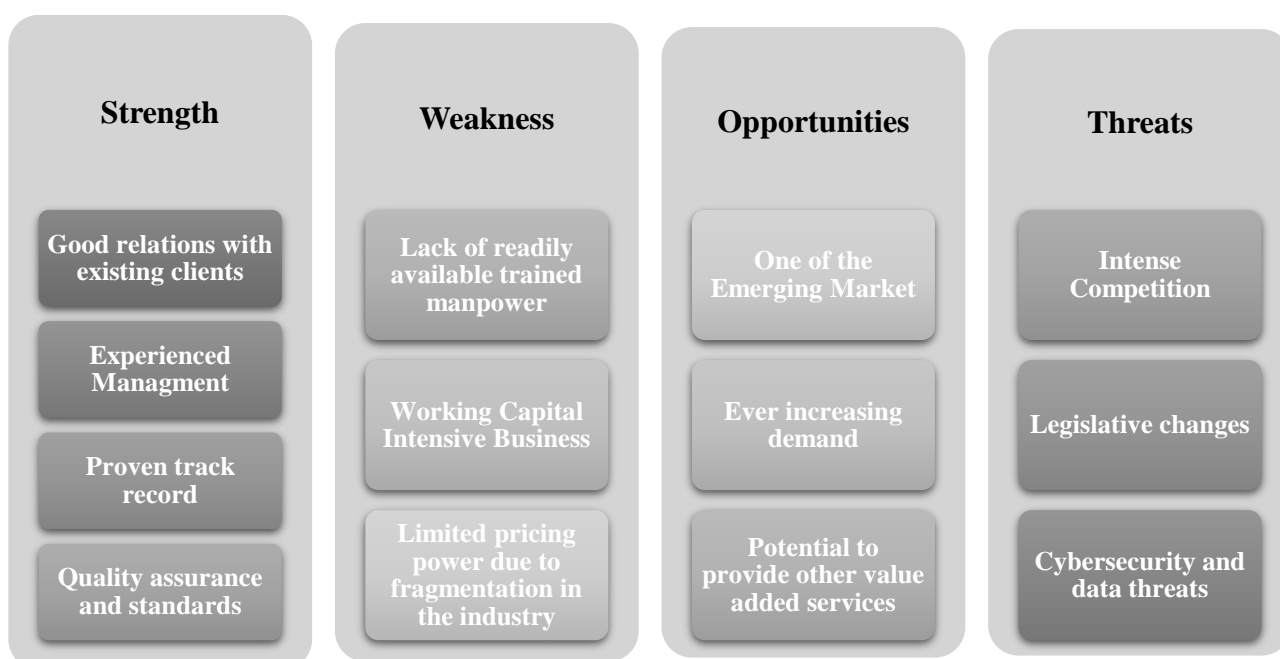 Strength
Good relations with
existing clients
Experienced
Managment
Proven track
record
Quality assurance
and standards
Weakness
Lack of readily
available trained
manpower
Working Capital
Intensive Business
Limited pricing
power due to
fragmentation in
the industry
Opportunities
One of the
Emerging Market
Ever increasing
demand
Potential to
provide other value
added services
Threats
Intense
Competition
Legislative changes
Cybersecurity and
data threats